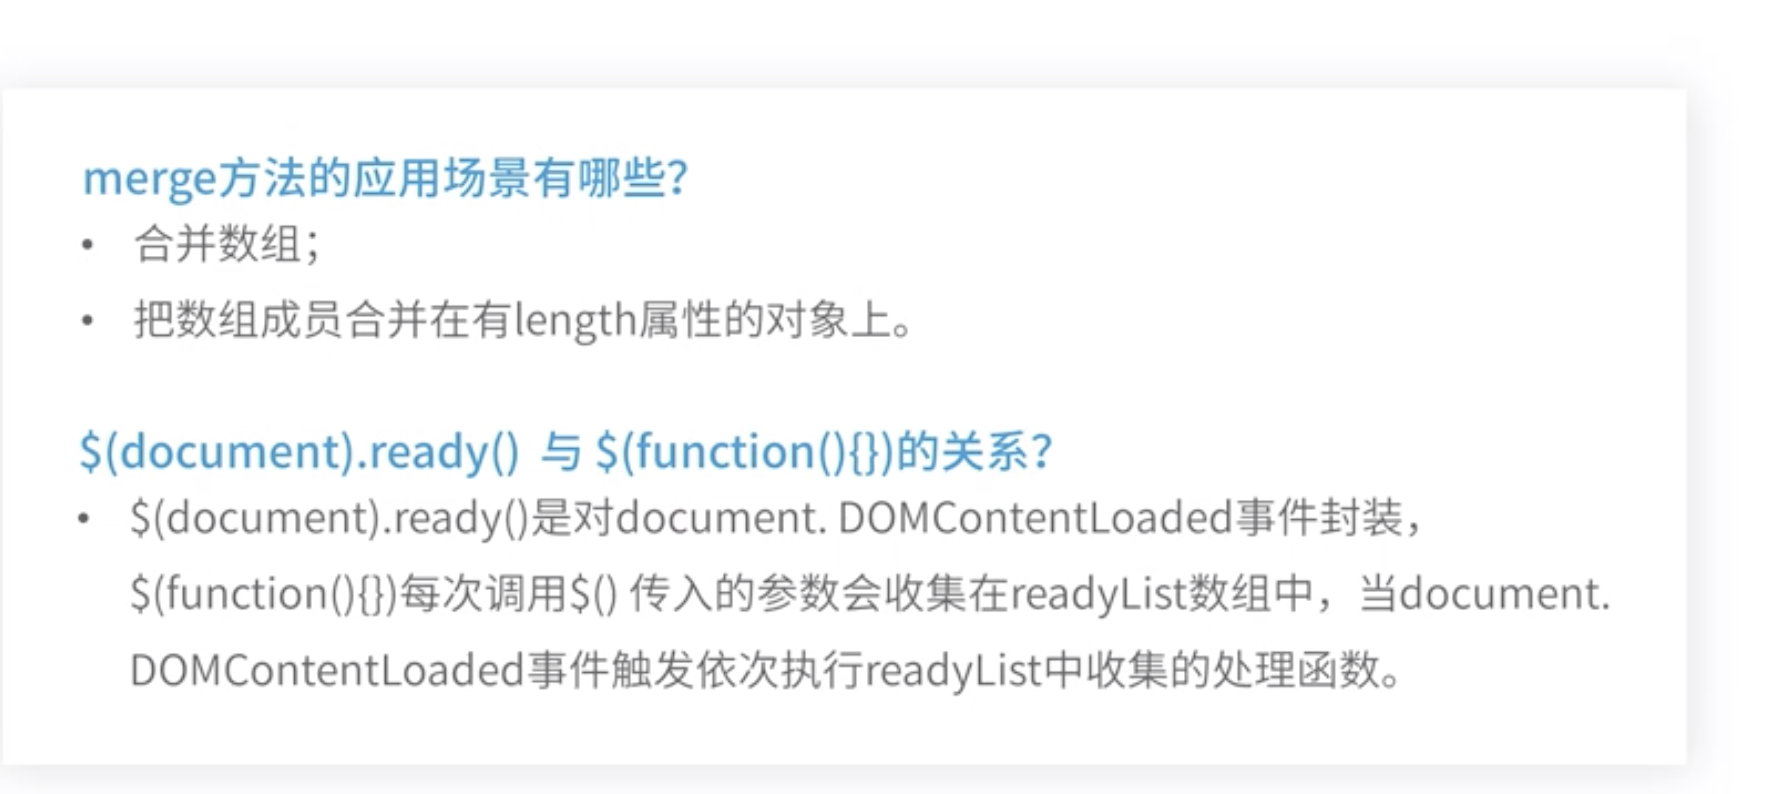 merge方法的应用场景有哪些？
• 合并数组；
• 把数组成员合并在有length属性的对象上。
$(document).ready() 与 $(function(){})的关系？
• $(document).ready()是对document. DOMContentLoaded事件封装，
$(function(){})每次调用$() 传入的参数会收集在readyList数组中，当document.
DOMContentLoaded事件触发依次执行readyList中收集的处理函数。